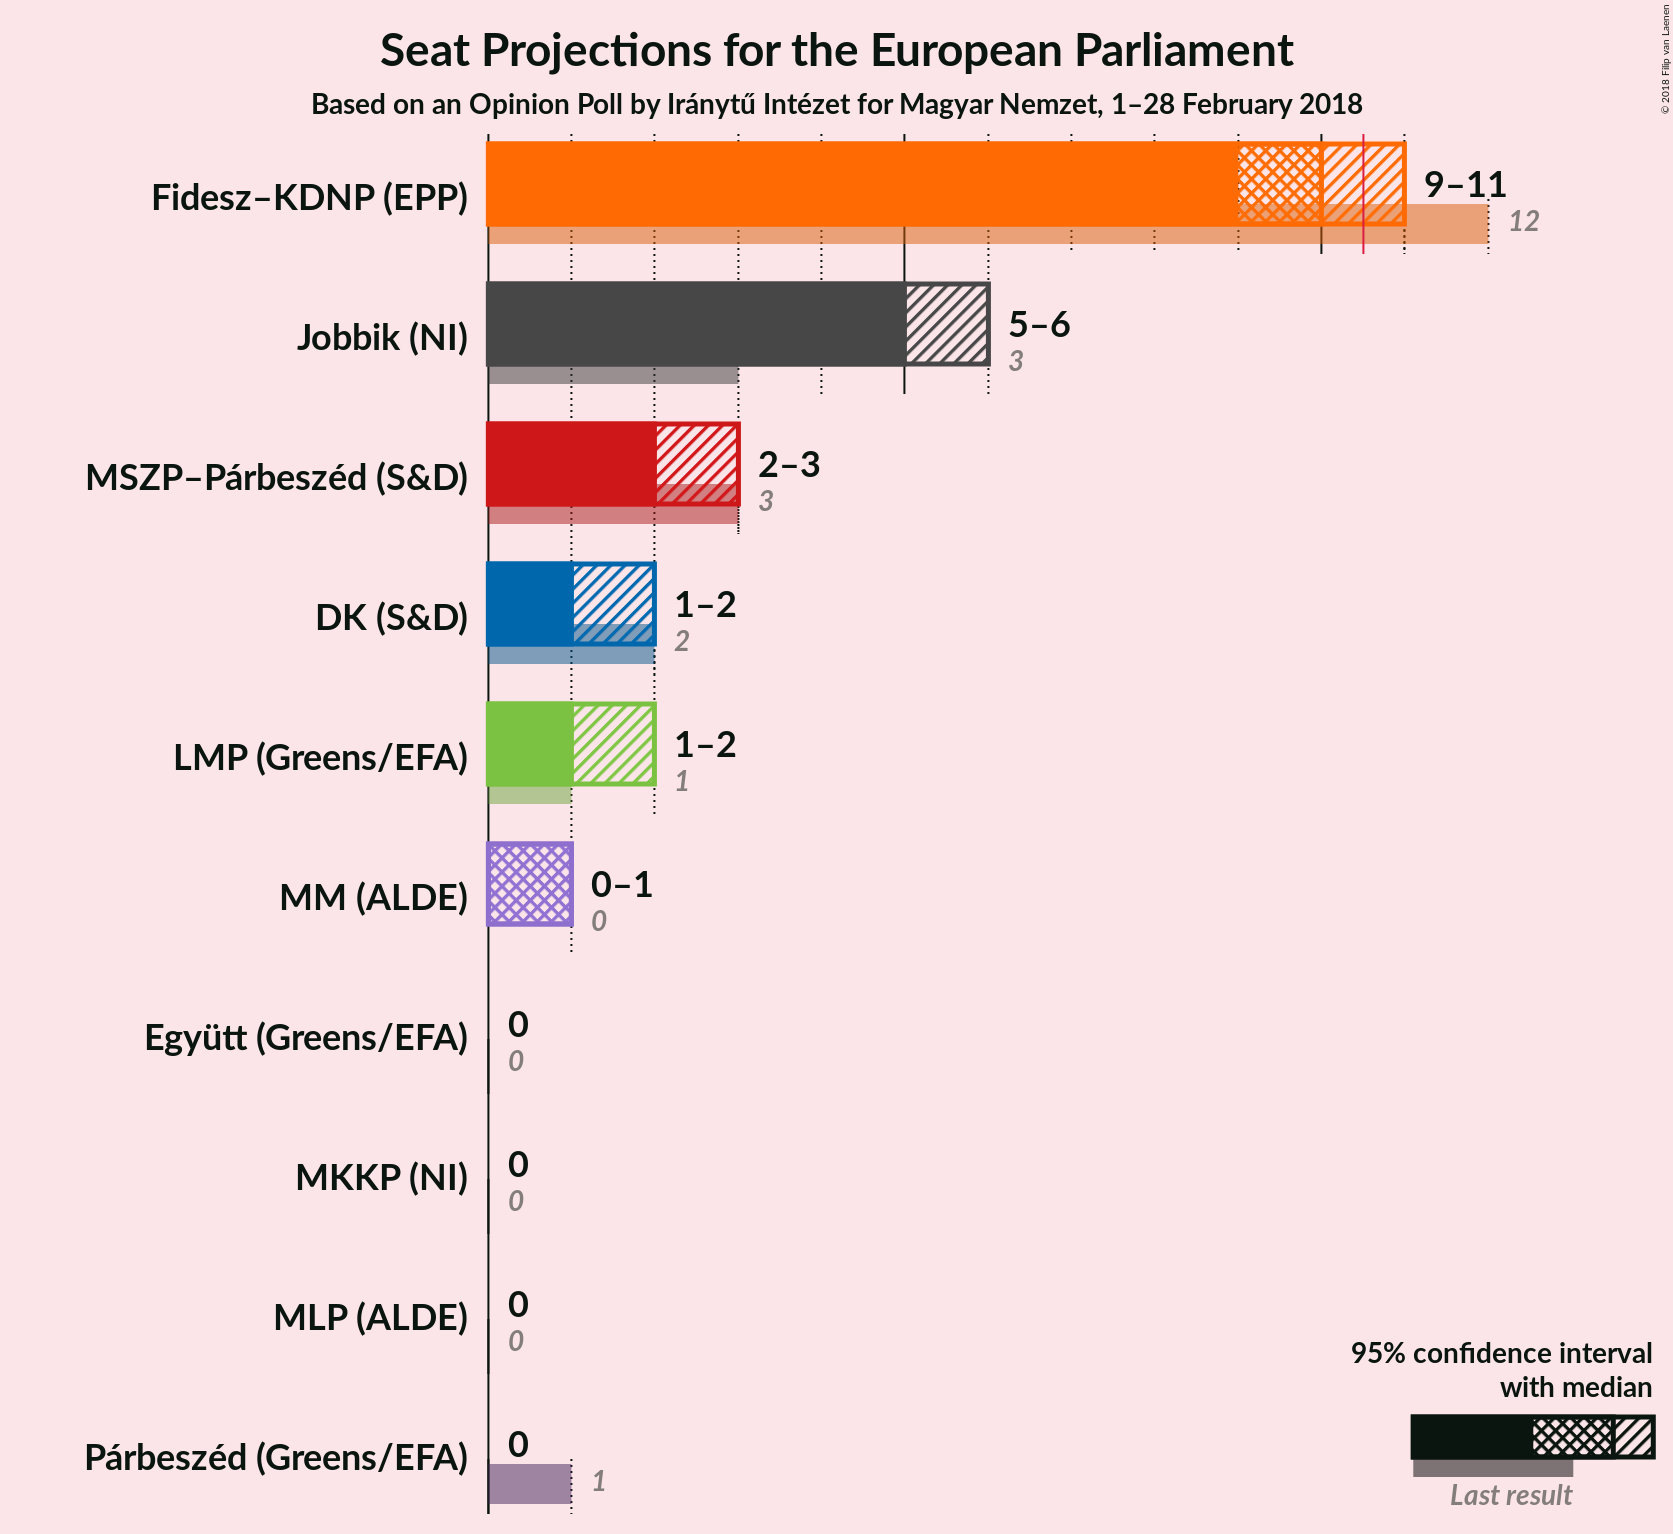 Seat Projections for the European Parliament
Based on an Opinion Poll by Iránytű Intézet for Magyar Nemzet, 1–28 February 2018
© 2018 Filip van Laenen
Fidesz–KDNP (EPP)
9–11
12
Jobbik (NI)
5–6
3
MSZP–Párbeszéd (S&D)
2–3
3
DK (S&D)
1–2
2
LMP (Greens/EFA)
1–2
1
MM (ALDE)
0–1
0
Együtt (Greens/EFA)
0
0
MKKP (NI)
0
0
MLP (ALDE)
0
0
Párbeszéd (Greens/EFA)
0
1
95% confidence interval
with median
Last result